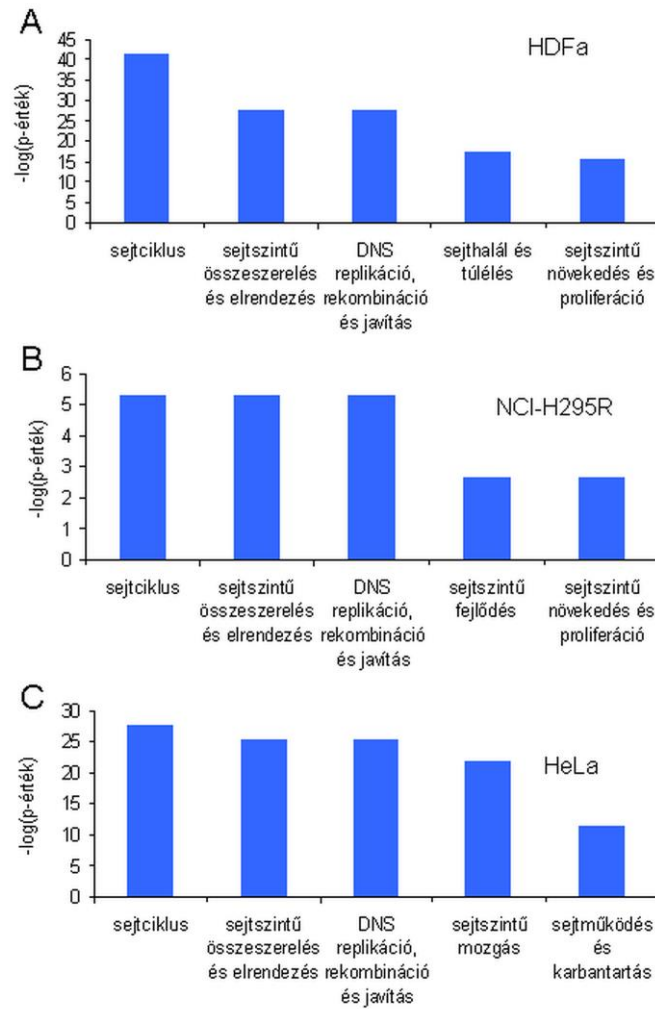 A
HDFa
-log(p-érték)
45
40
35
30
25
20
15
10
5
0
sejtciklus
sejtszintű
összeszerelés
és elrendezés
DNS
replikáció,
rekombináció
és javítás
sejthalál és
túlélés
sejtszintű
növekedés és
proliferáció
B
NCI-H295R
-log(p-érték)
6
5
4
3
2
1
0
sejtciklus
sejtszintű
összeszerelés
és elrendezés
DNS
replikáció,
rekombináció
és javítás
sejtszintű
fejlődés
sejtszintű
növekedés és
proliferáció
C
HeLa
-log(p-érték)
30
25
20
15
10
5
0
sejtciklus
sejtszintű
összeszerelés
és elrendezés
DNS
replikáció,
rekombináció
és javítás
sejtszintű
mozgás
sejtműködés
és
karbantartás